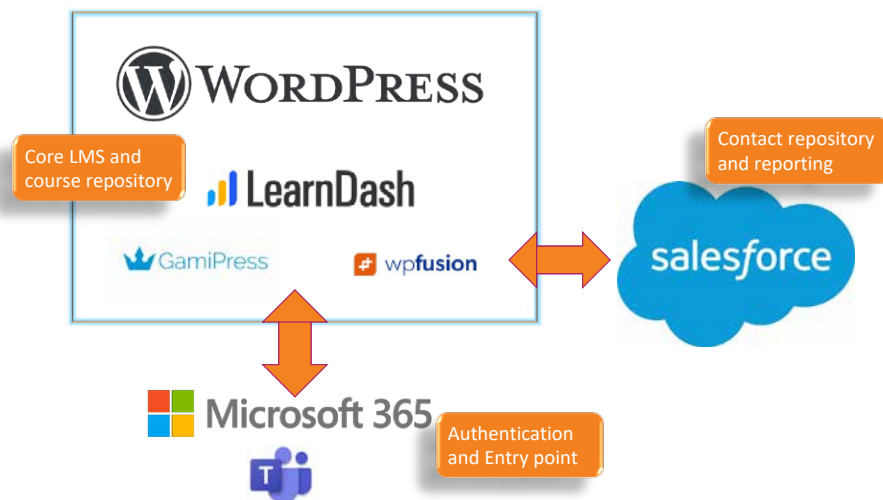 WORDPRESS
Core LMS and
course repository
LearnDash
GamiPress
wpfusion
Contact repository
and reporting
salesforce
Microsoft 365
Authentication
and Entry point
T